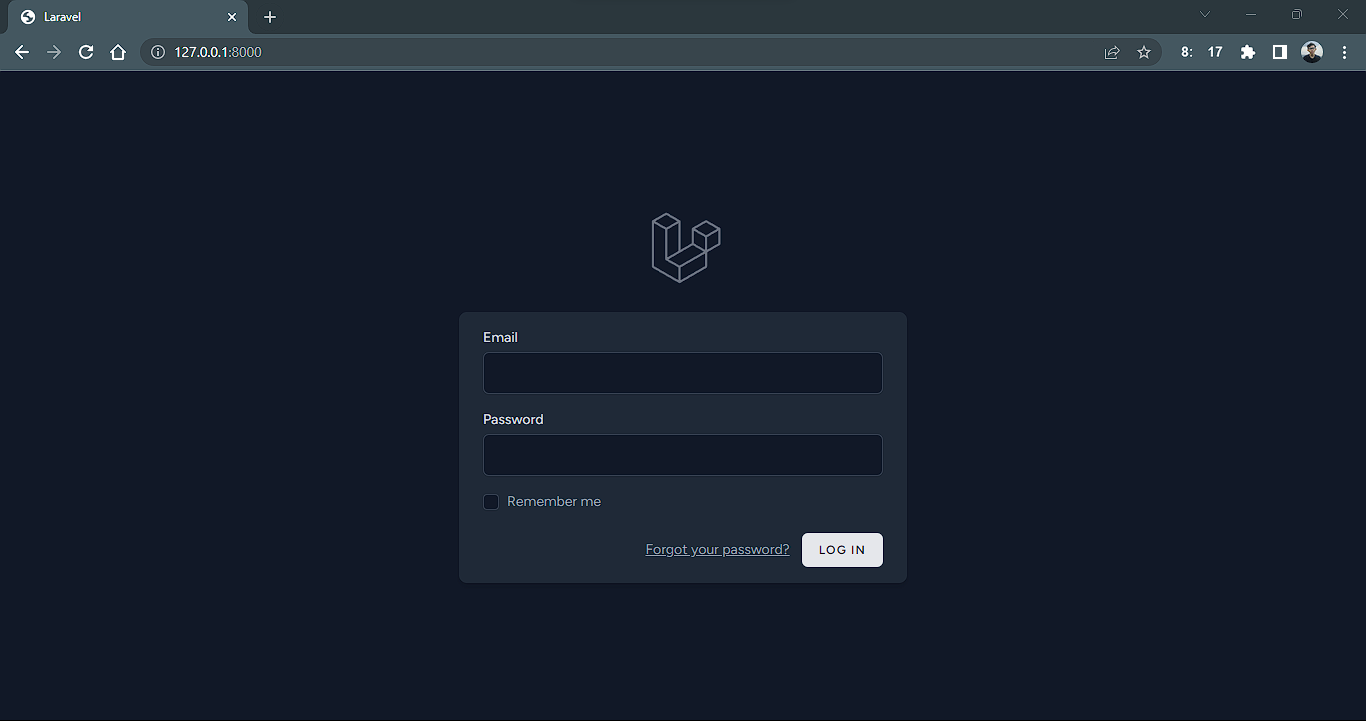 Laravel
127.0.0.1:8000
8: 17
Email
Password
Remember me
Forgot your password? LOG IN